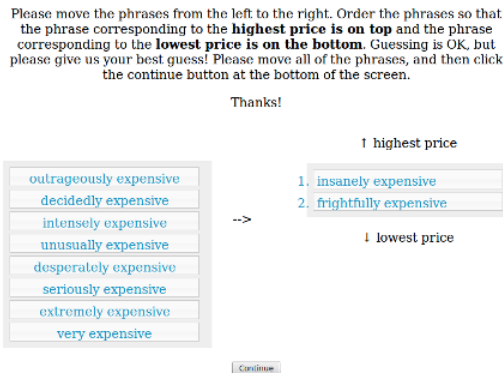 Please move the phrases from the left to the right. Order the phrases so that
the phrase corresponding to the highest price is on top and the phrase
corresponding to the lowest price is on the bottom. Guessing is OK, but
please give us your best guess! Please move all of the phrases, and then click
the continue button at the bottom of the screen.
Thanks!
↑ highest price
outrageously expensive
decidedly expensive
intensely expensive
unusually expensive
desperately expensive
seriously expensive
extremely expensive
very expensive
-->
1. insanely expensive
2. frightfully expensive
↓ lowest price
Continue